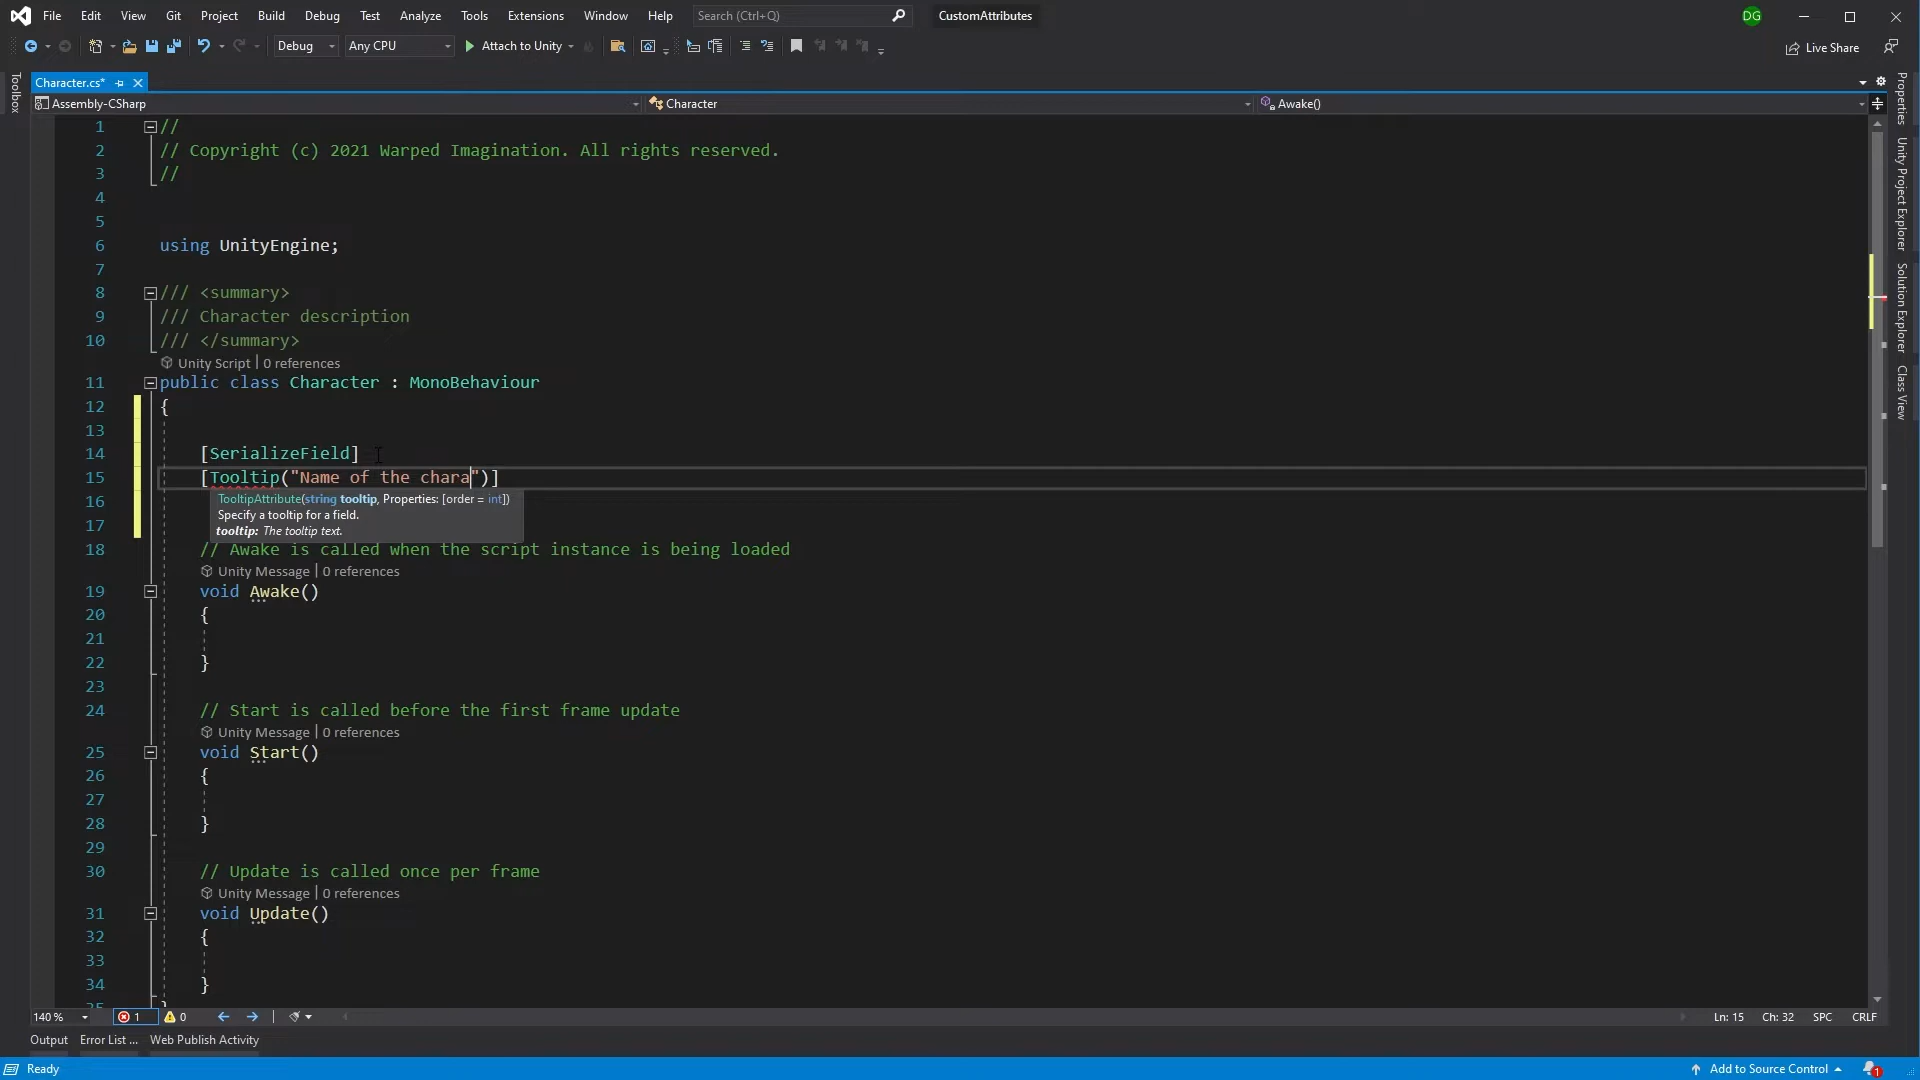 File Edit View Git Project Build Debug Test Analyze Tools Extensions Window Help Search (Ctrl+Q) CustomAttributes DG
Debug Any CPU Attach to Unity Live Share
Character.cs*
Assembly-CSharp Character Awake()
Toolbox
Properties
Unity Project Explorer
Solution Explorer
Class View
1 //
2 // Copyright (c) 2021 Warped Imagination. All rights reserved.
3 //
4
5
6 using UnityEngine;
7
8 /// <summary>
9 /// Character description
10 /// </summary>
Unity Script | 0 references
11 public class Character : MonoBehaviour
12 {
13
14 [SerializeField]
15 [Tooltip("Name of the chara")]
TooltipAttribute(string tooltip, Properties: [order = int])
16 Specify a tooltip for a field.
17 tooltip: The tooltip text.
18 // Awake is called when the script instance is being loaded
Unity Message | 0 references
19 void Awake()
20 {
21
22 }
23
24 // Start is called before the first frame update
Unity Message | 0 references
25 void Start()
26 {
27
28 }
29
30 // Update is called once per frame
Unity Message | 0 references
31 void Update()
32 {
33
34 }
35 }
140 % 1 0 Ln: 15 Ch: 32 SPC CRLF
Output Error List ... Web Publish Activity
Ready Add to Source Control 1